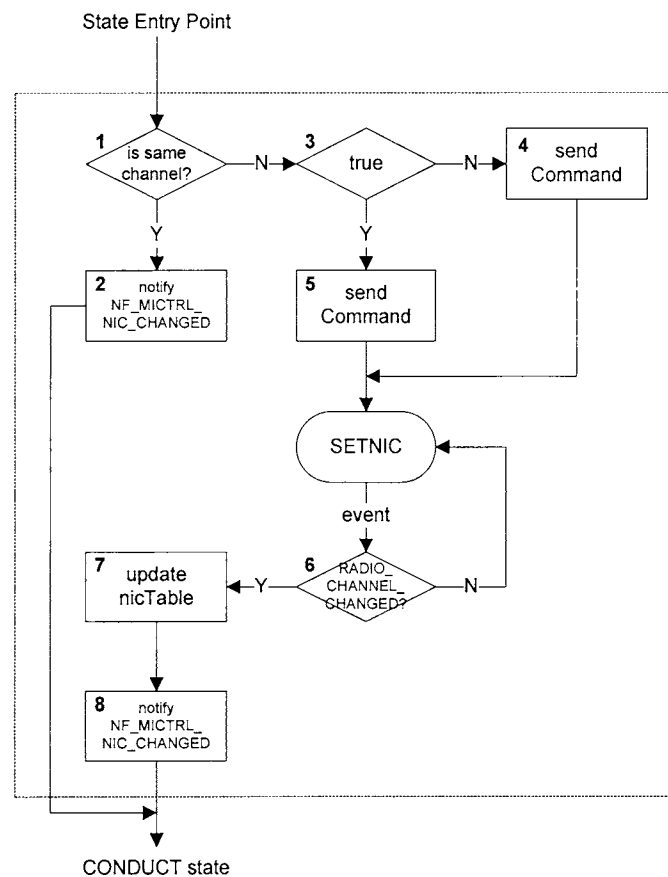 State Entry Point
1
is same
channel?
N
3
true
N
4
send
Command
Y
Y
2
notify
NF_MICTRL_
NIC_CHANGED
5
send
Command
SETNIC
event
6
RADIO_
CHANNEL_
CHANGED?
N
Y
7
update
nicTable
8
notify
NF_MICTRL_
NIC_CHANGED
CONDUCT state